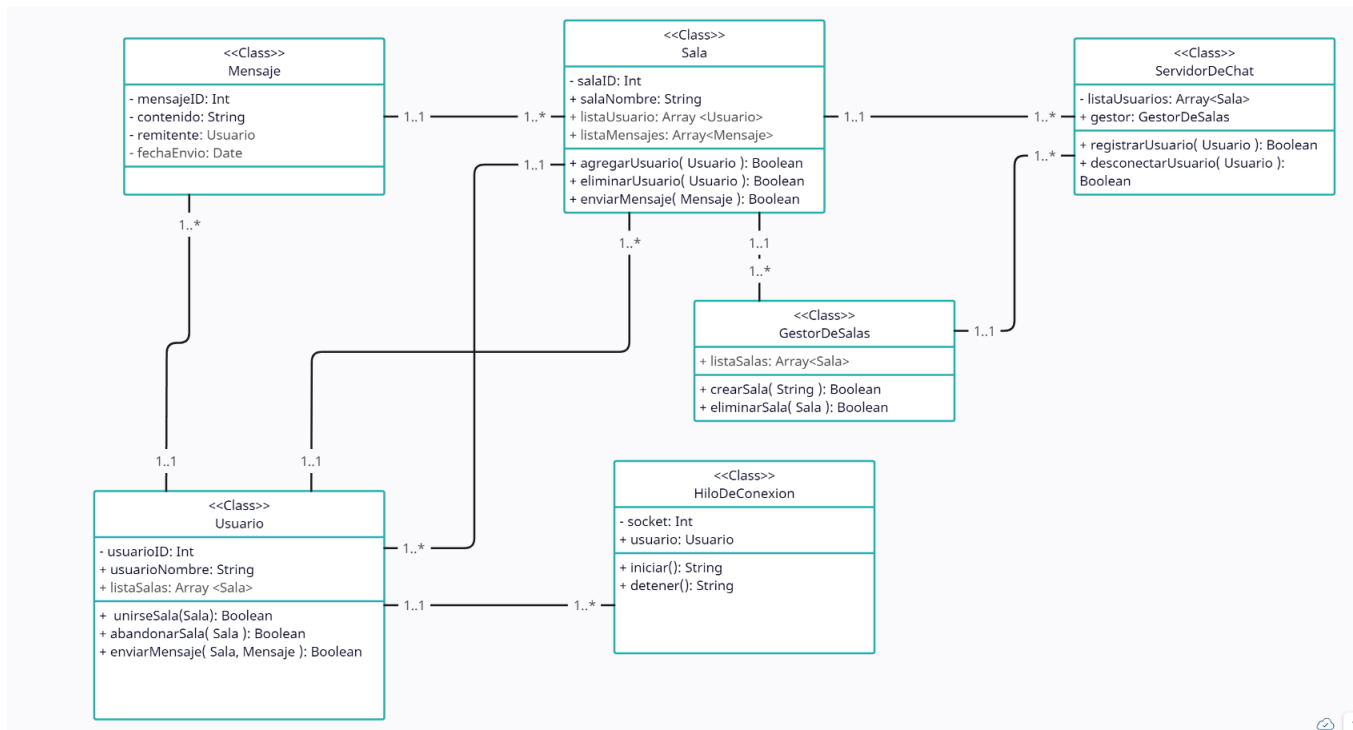 <<Class>>
Mensaje
- mensajeID: Int
- contenido: String
- remitente: Usuario
- fechaEnvio: Date
<<Class>>
Sala
- salaID: Int
+ salaNombre: String
+ listaUsuario: Array <Usuario>
+ listaMensajes: Array<Mensaje>
+ agregarUsuario( Usuario ): Boolean
+ eliminarUsuario( Usuario ): Boolean
+ enviarMensaje( Mensaje ): Boolean
<<Class>>
ServidorDeChat
- listaUsuarios: Array<Sala>
+ gestor: GestorDeSalas
+ registrarUsuario( Usuario ): Boolean
+ desconectarUsuario( Usuario ):
Boolean
1..1
1..*
1..1
1..*
1..1
1..*
1..*
1..*
1..1
1..*
<<Class>>
GestorDeSalas
+ listaSalas: Array<Sala>
+ crearSala( String ): Boolean
+ eliminarSala( Sala ): Boolean
1..1
1..1
1..1
<<Class>>
Usuario
- usuarioID: Int
+ usuarioNombre: String
+ listaSalas: Array <Sala>
+ unirseSala(Sala): Boolean
+ abandonarSala( Sala ): Boolean
+ enviarMensaje( Sala, Mensaje ): Boolean
1..*
1..1
1..*
<<Class>>
HiloDeConexion
- socket: Int
+ usuario: Usuario
+ iniciar(): String
+ detener(): String